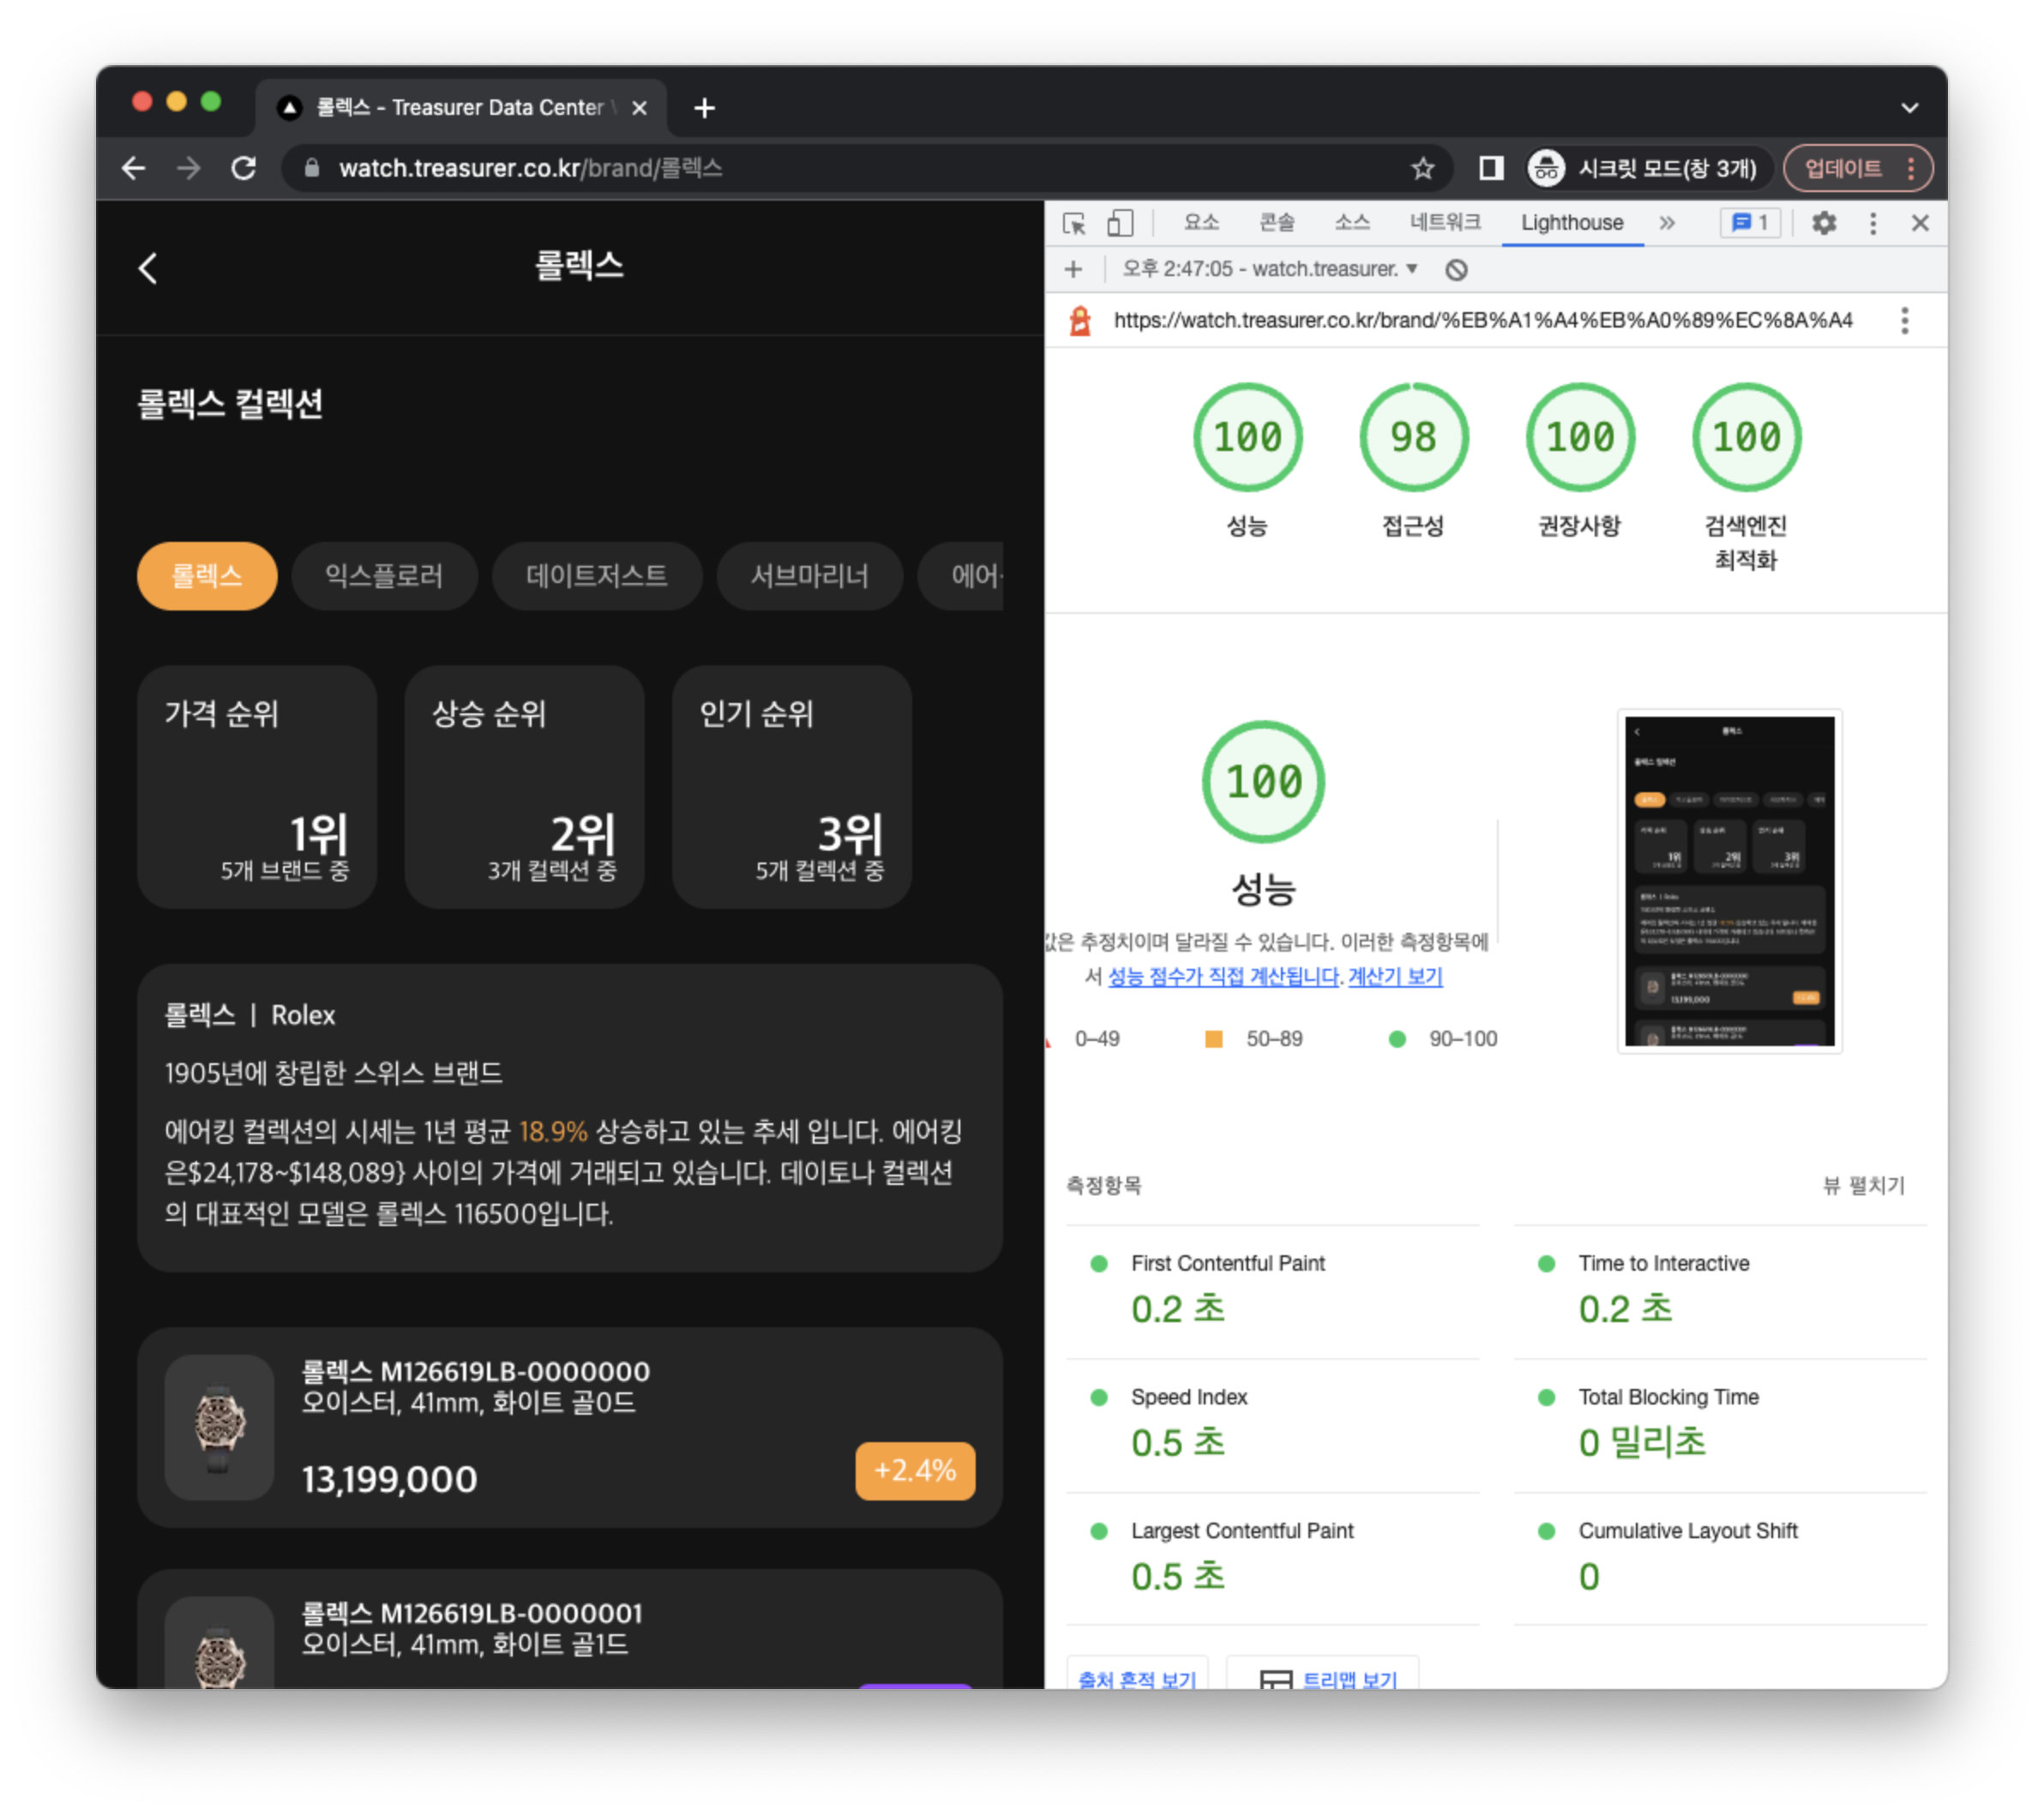 롤렉스 - Treasurer Data Center
watch.treasurer.co.kr/brand/롤렉스
시크릿 모드(창 3개)
업데이트
롤렉스
롤렉스 컬렉션
롤렉스
익스플로러
데이트저스트
서브마리너
에어
가격 순위
1위
5개 브랜드 중
상승 순위
2위
3개 컬렉션 중
인기 순위
3위
5개 컬렉션 중
롤렉스 | Rolex
1905년에 창립한 스위스 브랜드
에어킹 컬렉션의 시세는 1년 평균 18.9% 상승하고 있는 추세 입니다. 에어킹
은$24,178~$148,089} 사이의 가격에 거래되고 있습니다. 데이토나 컬렉션
의 대표적인 모델은 롤렉스 116500입니다.
롤렉스 M126619LB-0000000
오이스터, 41mm, 화이트 골0드
13,199,000
+2.4%
롤렉스 M126619LB-0000001
오이스터, 41mm, 화이트 골1드
요소
콘솔
소스
네트워크
Lighthouse
1
오후 2:47:05 - watch.treasurer.
https://watch.treasurer.co.kr/brand/%EB%A1%A4%EB%A0%89%EC%8A%A4
100
성능
98
접근성
100
권장사항
100
검색엔진
최적화
100
성능
값은 추정치이며 달라질 수 있습니다. 이러한 측정항목에
서 성능 점수가 직접 계산됩니다. 계산기 보기
0–49
50–89
90–100
측정항목
뷰 펼치기
First Contentful Paint
0.2 초
Time to Interactive
0.2 초
Speed Index
0.5 초
Total Blocking Time
0 밀리초
Largest Contentful Paint
0.5 초
Cumulative Layout Shift
0
출처 흔적 보기
트리맵 보기